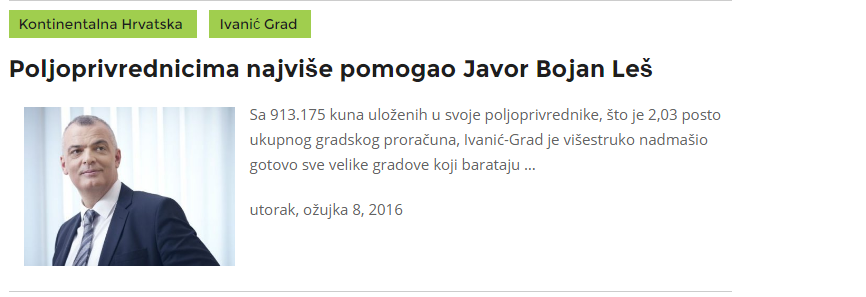 Kontinentalna Hrvatska Ivanić Grad
Poljoprivrednicima najviše pomogao Javor Bojan Leš
Sa 913.175 kuna uloženih u svoje poljoprivrednike, što je 2,03 posto
ukupnog gradskog proračuna, Ivanić-Grad je višestruko nadmašio
gotovo sve velike gradove koji barataju ...
utorak, ožujka 8, 2016